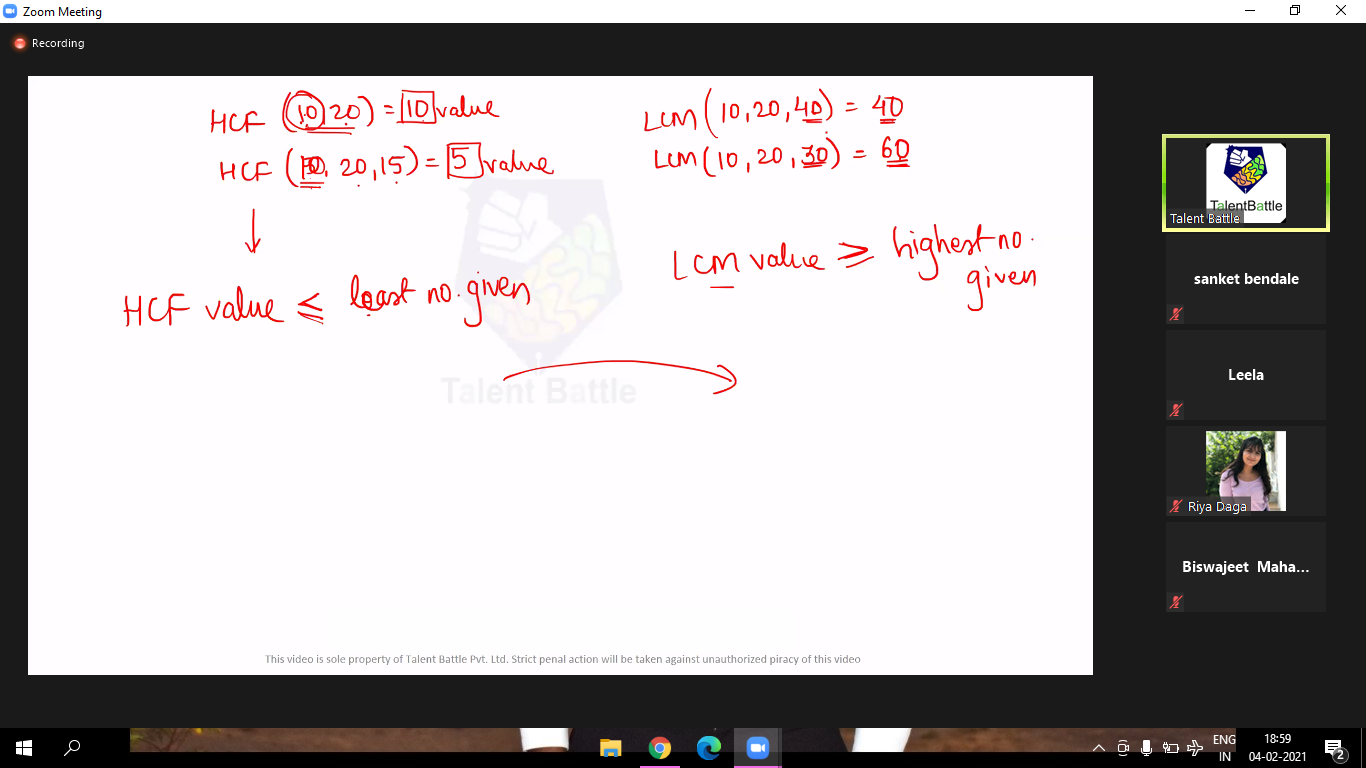 Zoom Meeting
Recording
HCF (10, 20) = 10 value
HCF (10, 20, 15) = 5 value
HCF value ≤ least no. given
LCM (10, 20, 40) = 40
LCM (10, 20, 30) = 60
LCM value ≥ highest no.
given
Talent Battle
This video is sole property of Talent Battle Pvt. Ltd. Strict penal action will be taken against unauthorized piracy of this video
TalentBattle
Talent Battle
sanket bendale
Leela
Riya Daga
Biswajeet Maha...
ENG
IN
18:59
04-02-2021
2